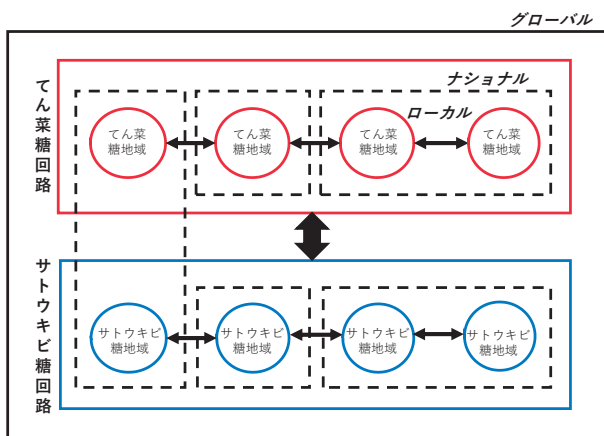 グローバル
ナショナル
ローカル
てん菜糖回路
てん菜
糖地域
てん菜
糖地域
てん菜
糖地域
てん菜
糖地域
サトウキビ糖回路
サトウキビ
糖地域
サトウキビ
糖地域
サトウキビ
糖地域
サトウキビ
糖地域